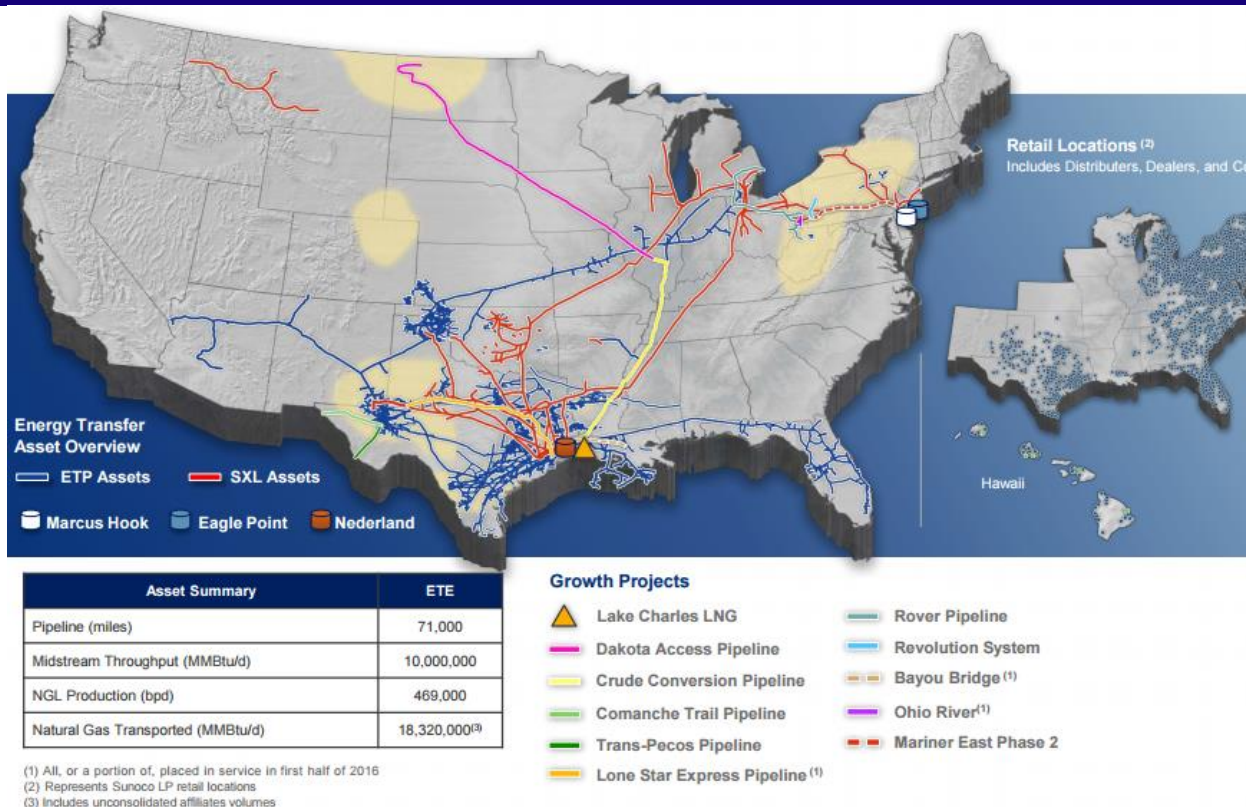 Retail Locations (2)
Includes Distributers, Dealers, and Co
Energy Transfer
Asset Overview
ETP Assets
SXL Assets
Marcus Hook
Eagle Point
Nederland
Hawaii
Asset Summary ETE
Pipeline (miles) 71,000
Midstream Throughput (MMBtu/d) 10,000,000
NGL Production (bpd) 469,000
Natural Gas Transported (MMBtu/d) 18,320,000(3)
(1) All, or a portion of, placed in service in first half of 2016
(2) Represents Sunoco LP retail locations
(3) Includes unconsolidated affiliates volumes
Growth Projects
Lake Charles LNG
Dakota Access Pipeline
Crude Conversion Pipeline
Comanche Trail Pipeline
Trans-Pecos Pipeline
Lone Star Express Pipeline (1)
Rover Pipeline
Revolution System
Bayou Bridge (1)
Ohio River(1)
Mariner East Phase 2